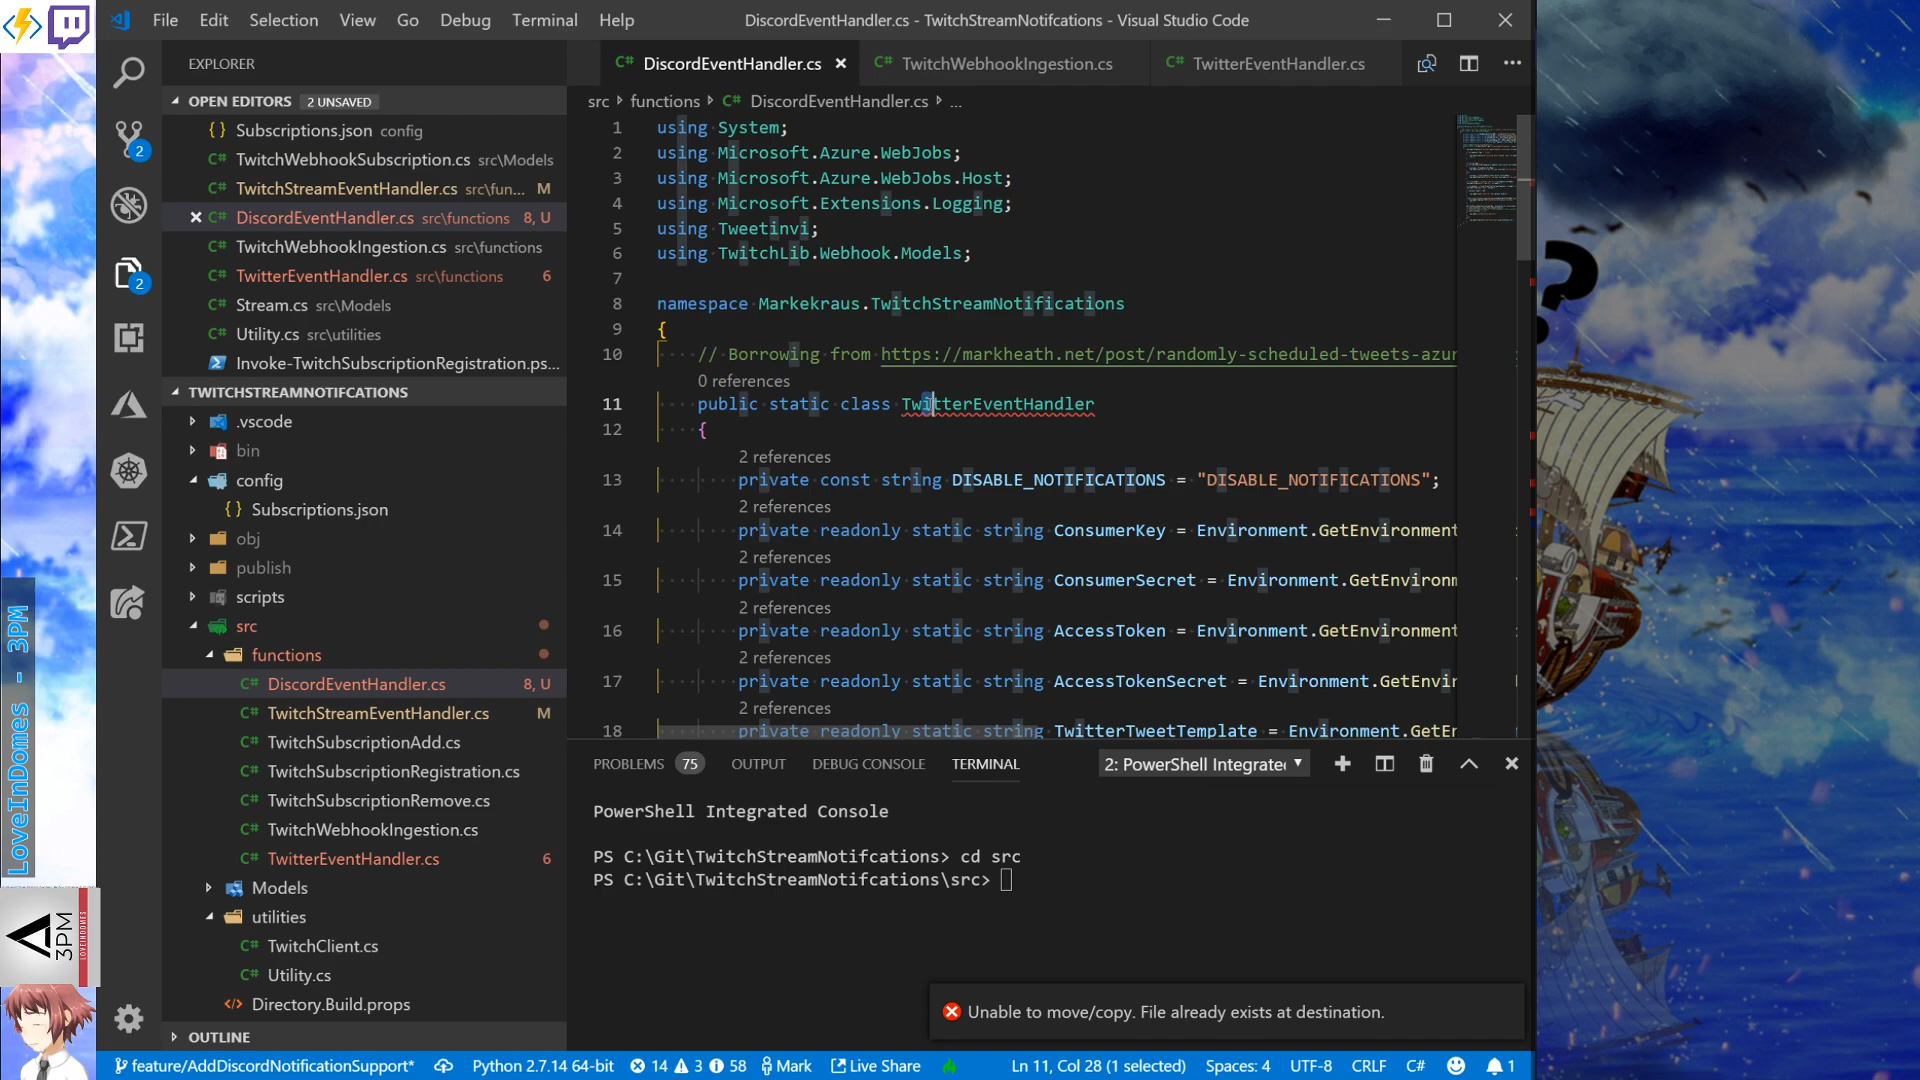 File Edit Selection View Go Debug Terminal Help
DiscordEventHandler.cs - TwitchStreamNotifcations - Visual Studio Code
EXPLORER
OPEN EDITORS 2 UNSAVED
Subscriptions.json config
TwitchWebhookSubscription.cs src\Models
TwitchStreamEventHandler.cs src\fun... M
DiscordEventHandler.cs src\functions 8, U
TwitchWebhookIngestion.cs src\functions
TwitterEventHandler.cs src\functions 6
Stream.cs src\Models
Utility.cs src\utilities
Invoke-TwitchSubscriptionRegistration.ps...
TWITCHSTREAMNOTIFCATIONS
.vscode
bin
config
Subscriptions.json
obj
publish
scripts
src
functions
DiscordEventHandler.cs 8, U
TwitchStreamEventHandler.cs M
TwitchSubscriptionAdd.cs
TwitchSubscriptionRegistration.cs
TwitchSubscriptionRemove.cs
TwitchWebhookIngestion.cs
TwitterEventHandler.cs 6
Models
utilities
TwitchClient.cs
Utility.cs
Directory.Build.props
OUTLINE
2
2
LoveInDomes - 3PM
3PM
LOVEINDOMES
DiscordEventHandler.cs
TwitchWebhookIngestion.cs
TwitterEventHandler.cs
src functions DiscordEventHandler.cs ...
1 using System;
2 using Microsoft.Azure.WebJobs;
3 using Microsoft.Azure.WebJobs.Host;
4 using Microsoft.Extensions.Logging;
5 using Tweetinvi;
6 using TwitchLib.Webhook.Models;
7
8 namespace Markekraus.TwitchStreamNotifications
9 {
10 // Borrowing from https://markheath.net/post/randomly-scheduled-tweets-azur
0 references
11 public static class TwitterEventHandler
12 {
2 references
13 private const string DISABLE_NOTIFICATIONS = "DISABLE_NOTIFICATIONS";
2 references
14 private readonly static string ConsumerKey = Environment.GetEnvironment
2 references
15 private readonly static string ConsumerSecret = Environment.GetEnvironm
2 references
16 private readonly static string AccessToken = Environment.GetEnvironment
2 references
17 private readonly static string AccessTokenSecret = Environment.GetEnvir
2 references
18 private readonly static string TwitterTweetTemplate = Environment.GetEn
PROBLEMS 75 OUTPUT DEBUG CONSOLE TERMINAL 2: PowerShell Integrate
PowerShell Integrated Console
PS C:\Git\TwitchStreamNotifcations> cd src
PS C:\Git\TwitchStreamNotifcations\src>
Unable to move/copy. File already exists at destination.
feature/AddDiscordNotificationSupport* Python 2.7.14 64-bit 14 3 58 Mark Live Share Ln 11, Col 28 (1 selected) Spaces: 4 UTF-8 CRLF C# 1